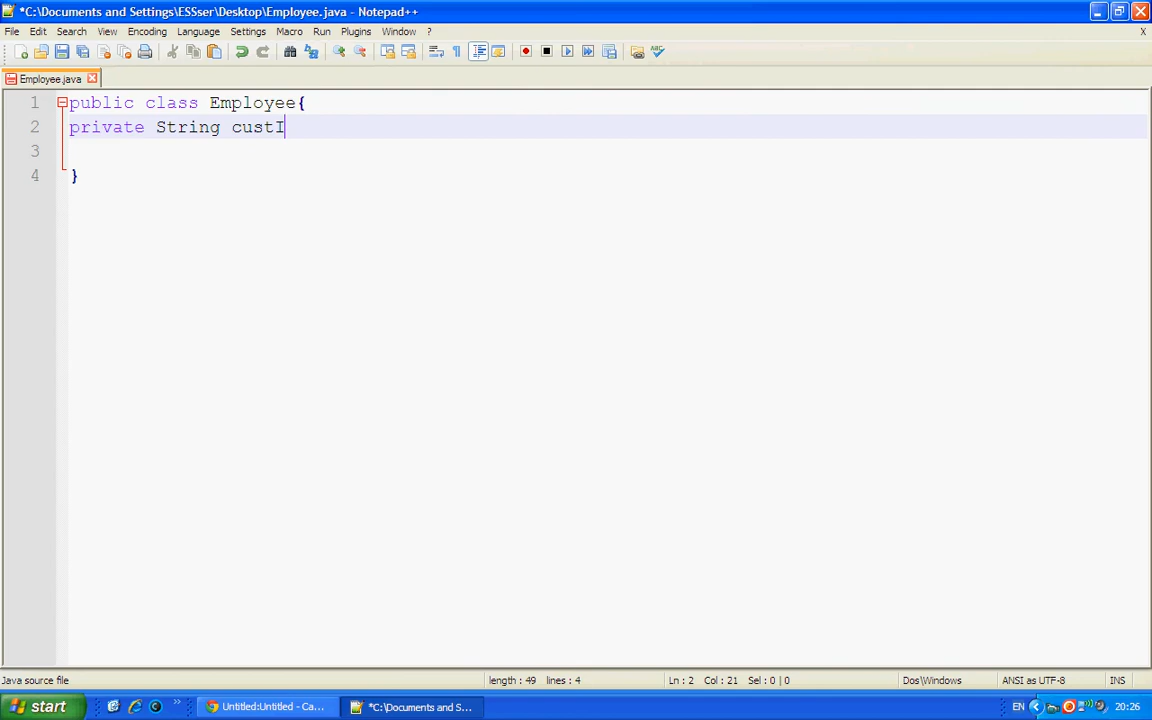 *C:\Documents and Settings\ESSser\Desktop\Employee.java - Notepad++
File Edit Search View Encoding Language Settings Macro Run Plugins Window ? X
Employee.java
1 public class Employee{
2 private String custI
3
4 }
Java source file length : 49 lines : 4 Ln : 2 Col : 21 Sel : 0 | 0 Dos\Windows ANSI as UTF-8 INS
start Untitled:Untitled - Ca... *C:\Documents and S... EN 20:26